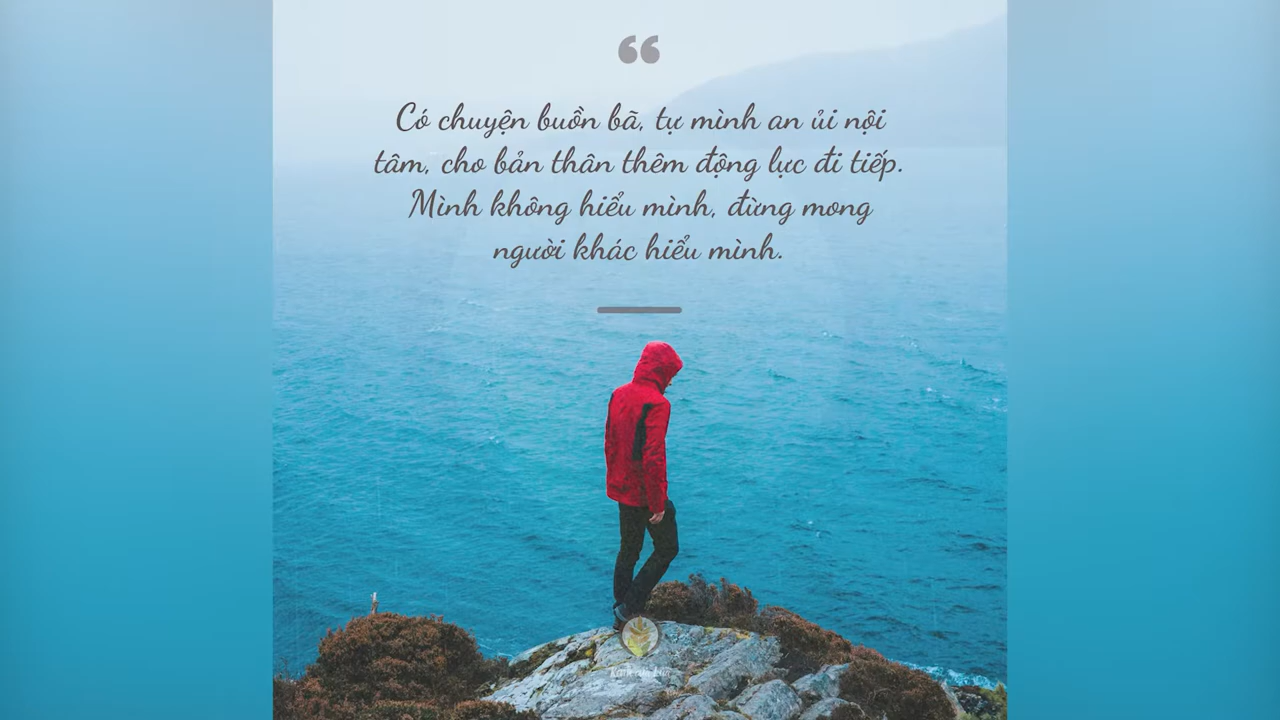 “
Có chuyện buồn bã, tự mình an ủi nội
tâm, cho bản thân thêm động lực đi tiếp.
Mình không hiểu mình, đừng mong
người khác hiểu mình.